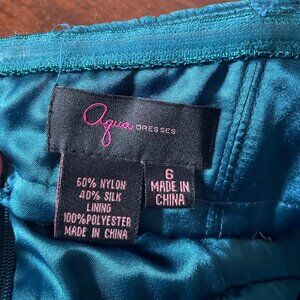 aqua DRESSES
60% NYLON
40% SILK
LINING
100%POLYESTER
MADE IN CHINA
6
MADE IN
CHINA